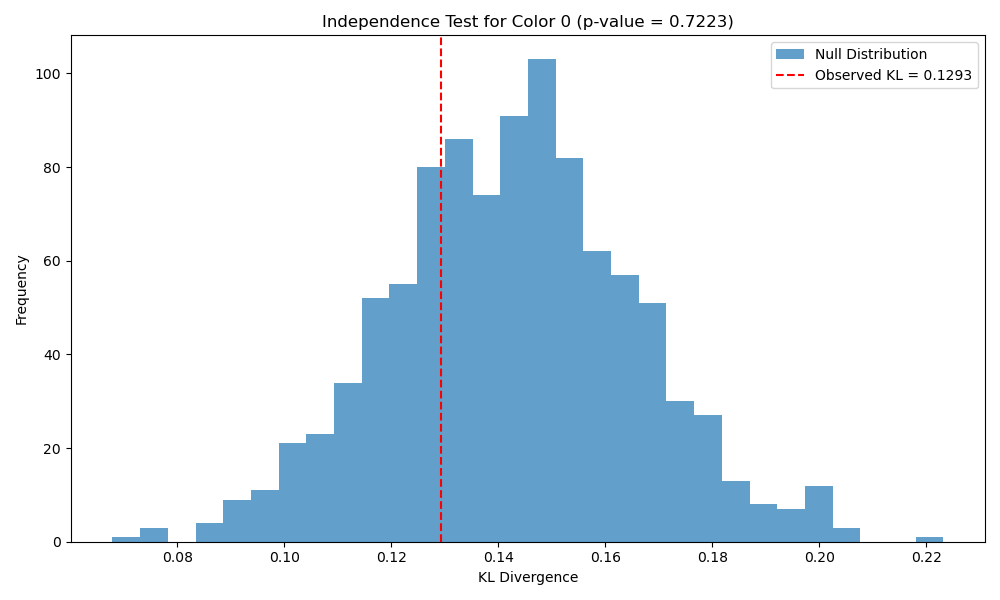 Independence Test for Color 0 (p-value = 0.7223)
Null Distribution
Observed KL = 0.1293
100
80
60
40
20
0
Frequency
0.08 0.10 0.12 0.14 0.16 0.18 0.20 0.22
KL Divergence